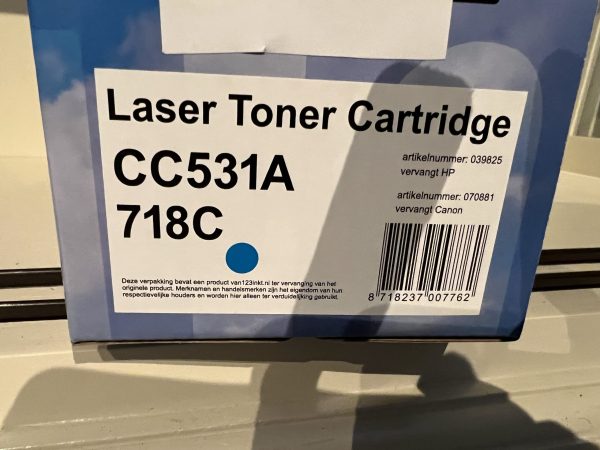 Laser Toner Cartridge
CC531A
718C
artikelnummer: 039825
vervangt HP
artikelnummer: 070881
vervangt Canon
Deze verpakking bevat een product van123inkt.nl ter vervanging van het
originele product. Merknamen en handelsmerken zijn het eigendom van hun
respectievelijke houders en worden hier alleen ter verduidelijking gebruikt.
8 718237 007762